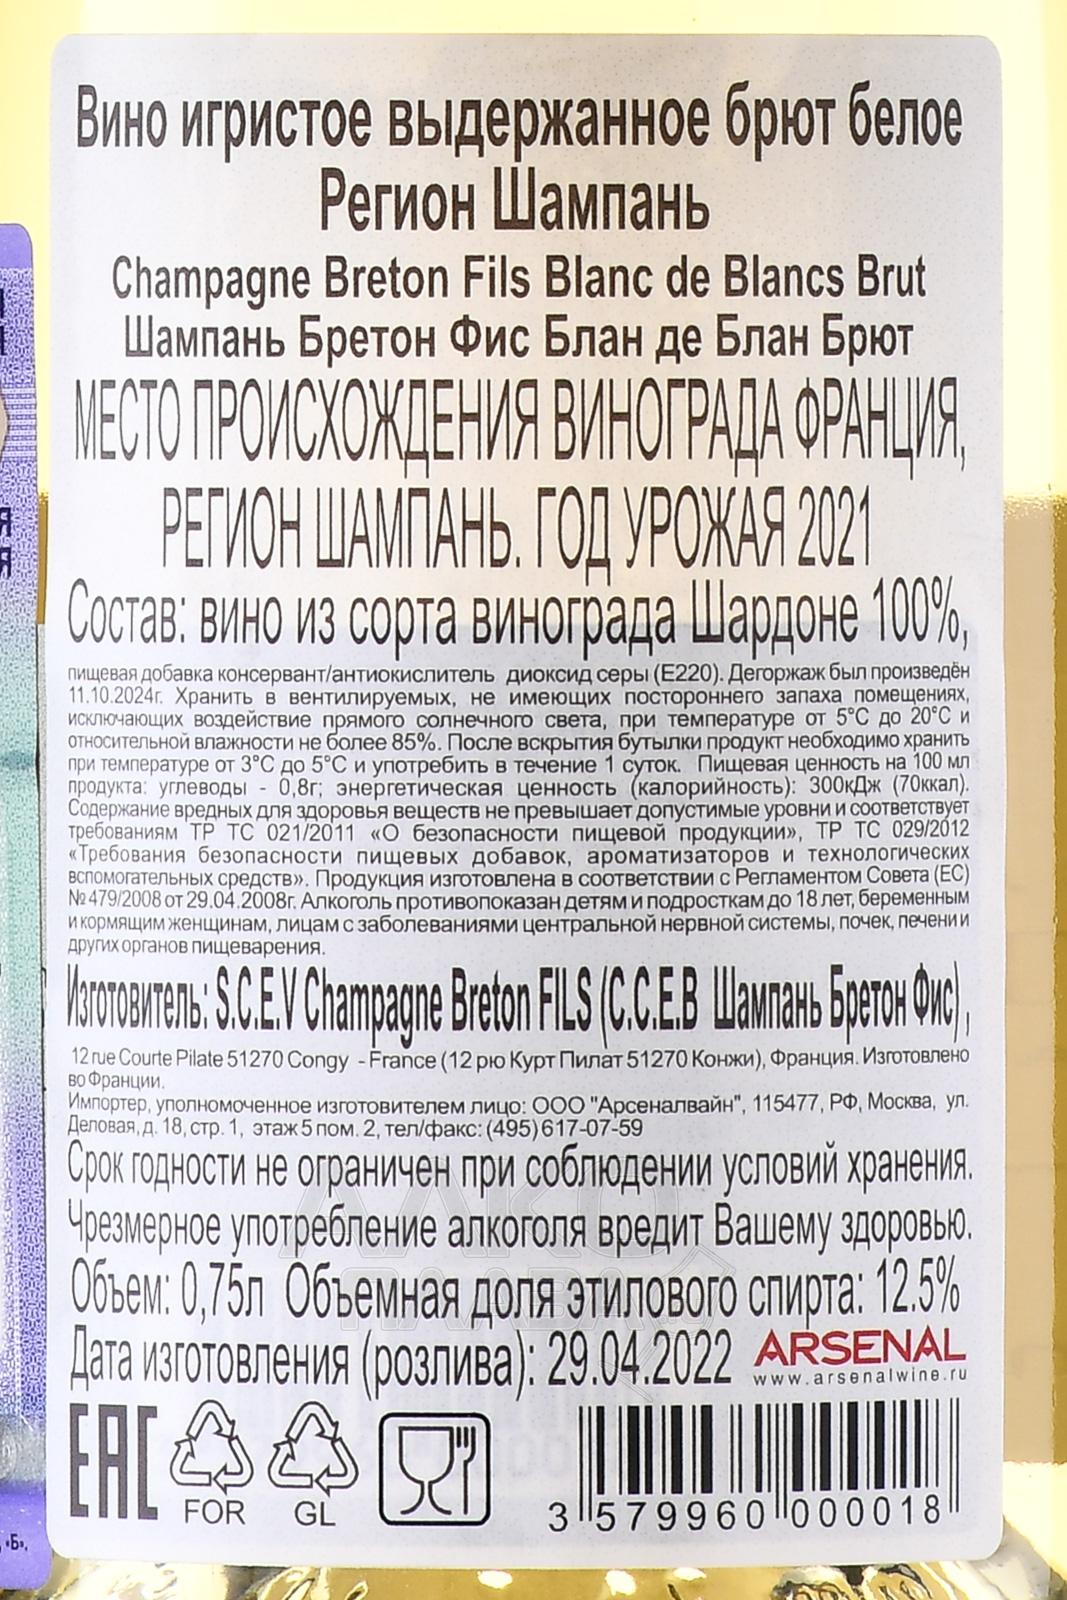 Вино игристое выдержанное брют белое
Регион Шампань
Champagne Breton Fils Blanc de Blancs Brut
Шампань Бретон Фис Блан де Блан Брют
МЕСТО ПРОИСХОЖДЕНИЯ ВИНОГРАДА ФРАНЦИЯ,
РЕГИОН ШАМПАНЬ. ГОД УРОЖАЯ 2021
Состав: вино из сорта винограда Шардоне 100%,
пищевая добавка консервант/антиокислитель диоксид серы (Е220). Дегоржаж был произведён
11.10.2024г. Хранить в вентилируемых, не имеющих постороннего запаха помещениях,
исключающих воздействие прямого солнечного света, при температуре от 5°С до 20°С и
относительной влажности не более 85%. После вскрытия бутылки продукт необходимо хранить
при температуре от 3°С до 5°С и употребить в течение 1 суток. Пищевая ценность на 100 мл
продукта: углеводы - 0,8г; энергетическая ценность (калорийность): 300кДж (70ккал).
Содержание вредных для здоровья веществ не превышает допустимые уровни и соответствует
требованиям ТР ТС 021/2011 «О безопасности пищевой продукции», ТР ТС 029/2012
«Требования безопасности пищевых добавок, ароматизаторов и технологических
вспомогательных средств». Продукция изготовлена в соответствии с Регламентом Совета (ЕС)
№479/2008 от 29.04.2008г. Алкоголь противопоказан детям и подросткам до 18 лет, беременным
и кормящим женщинам, лицам с заболеваниями центральной нервной системы, почек, печени и
других органов пищеварения.
Изготовитель: S.C.E.V Champagne Breton FILS (С.С.Е.В Шампань Бретон Фис) ,
12 rue Courte Pilate 51270 Congy - France (12 рю Курт Пилат 51270 Конжи), Франция. Изготовлено
во Франции.
Импортер, уполномоченное изготовителем лицо: ООО "Арсеналвайн", 115477, РФ, Москва, ул.
Деловая, д. 18, стр. 1, этаж 5 пом. 2, тел/факс: (495) 617-07-59
Срок годности не ограничен при соблюдении условий хранения.
Чрезмерное употребление алкоголя вредит Вашему здоровью.
Объем: 0,75л Объемная доля этилового спирта: 12.5%
Дата изготовления (розлива): 29.04.2022
ARSENAL
www.arsenalwine.ru
EAC
FOR
GL
3 579960 000018
«Б».